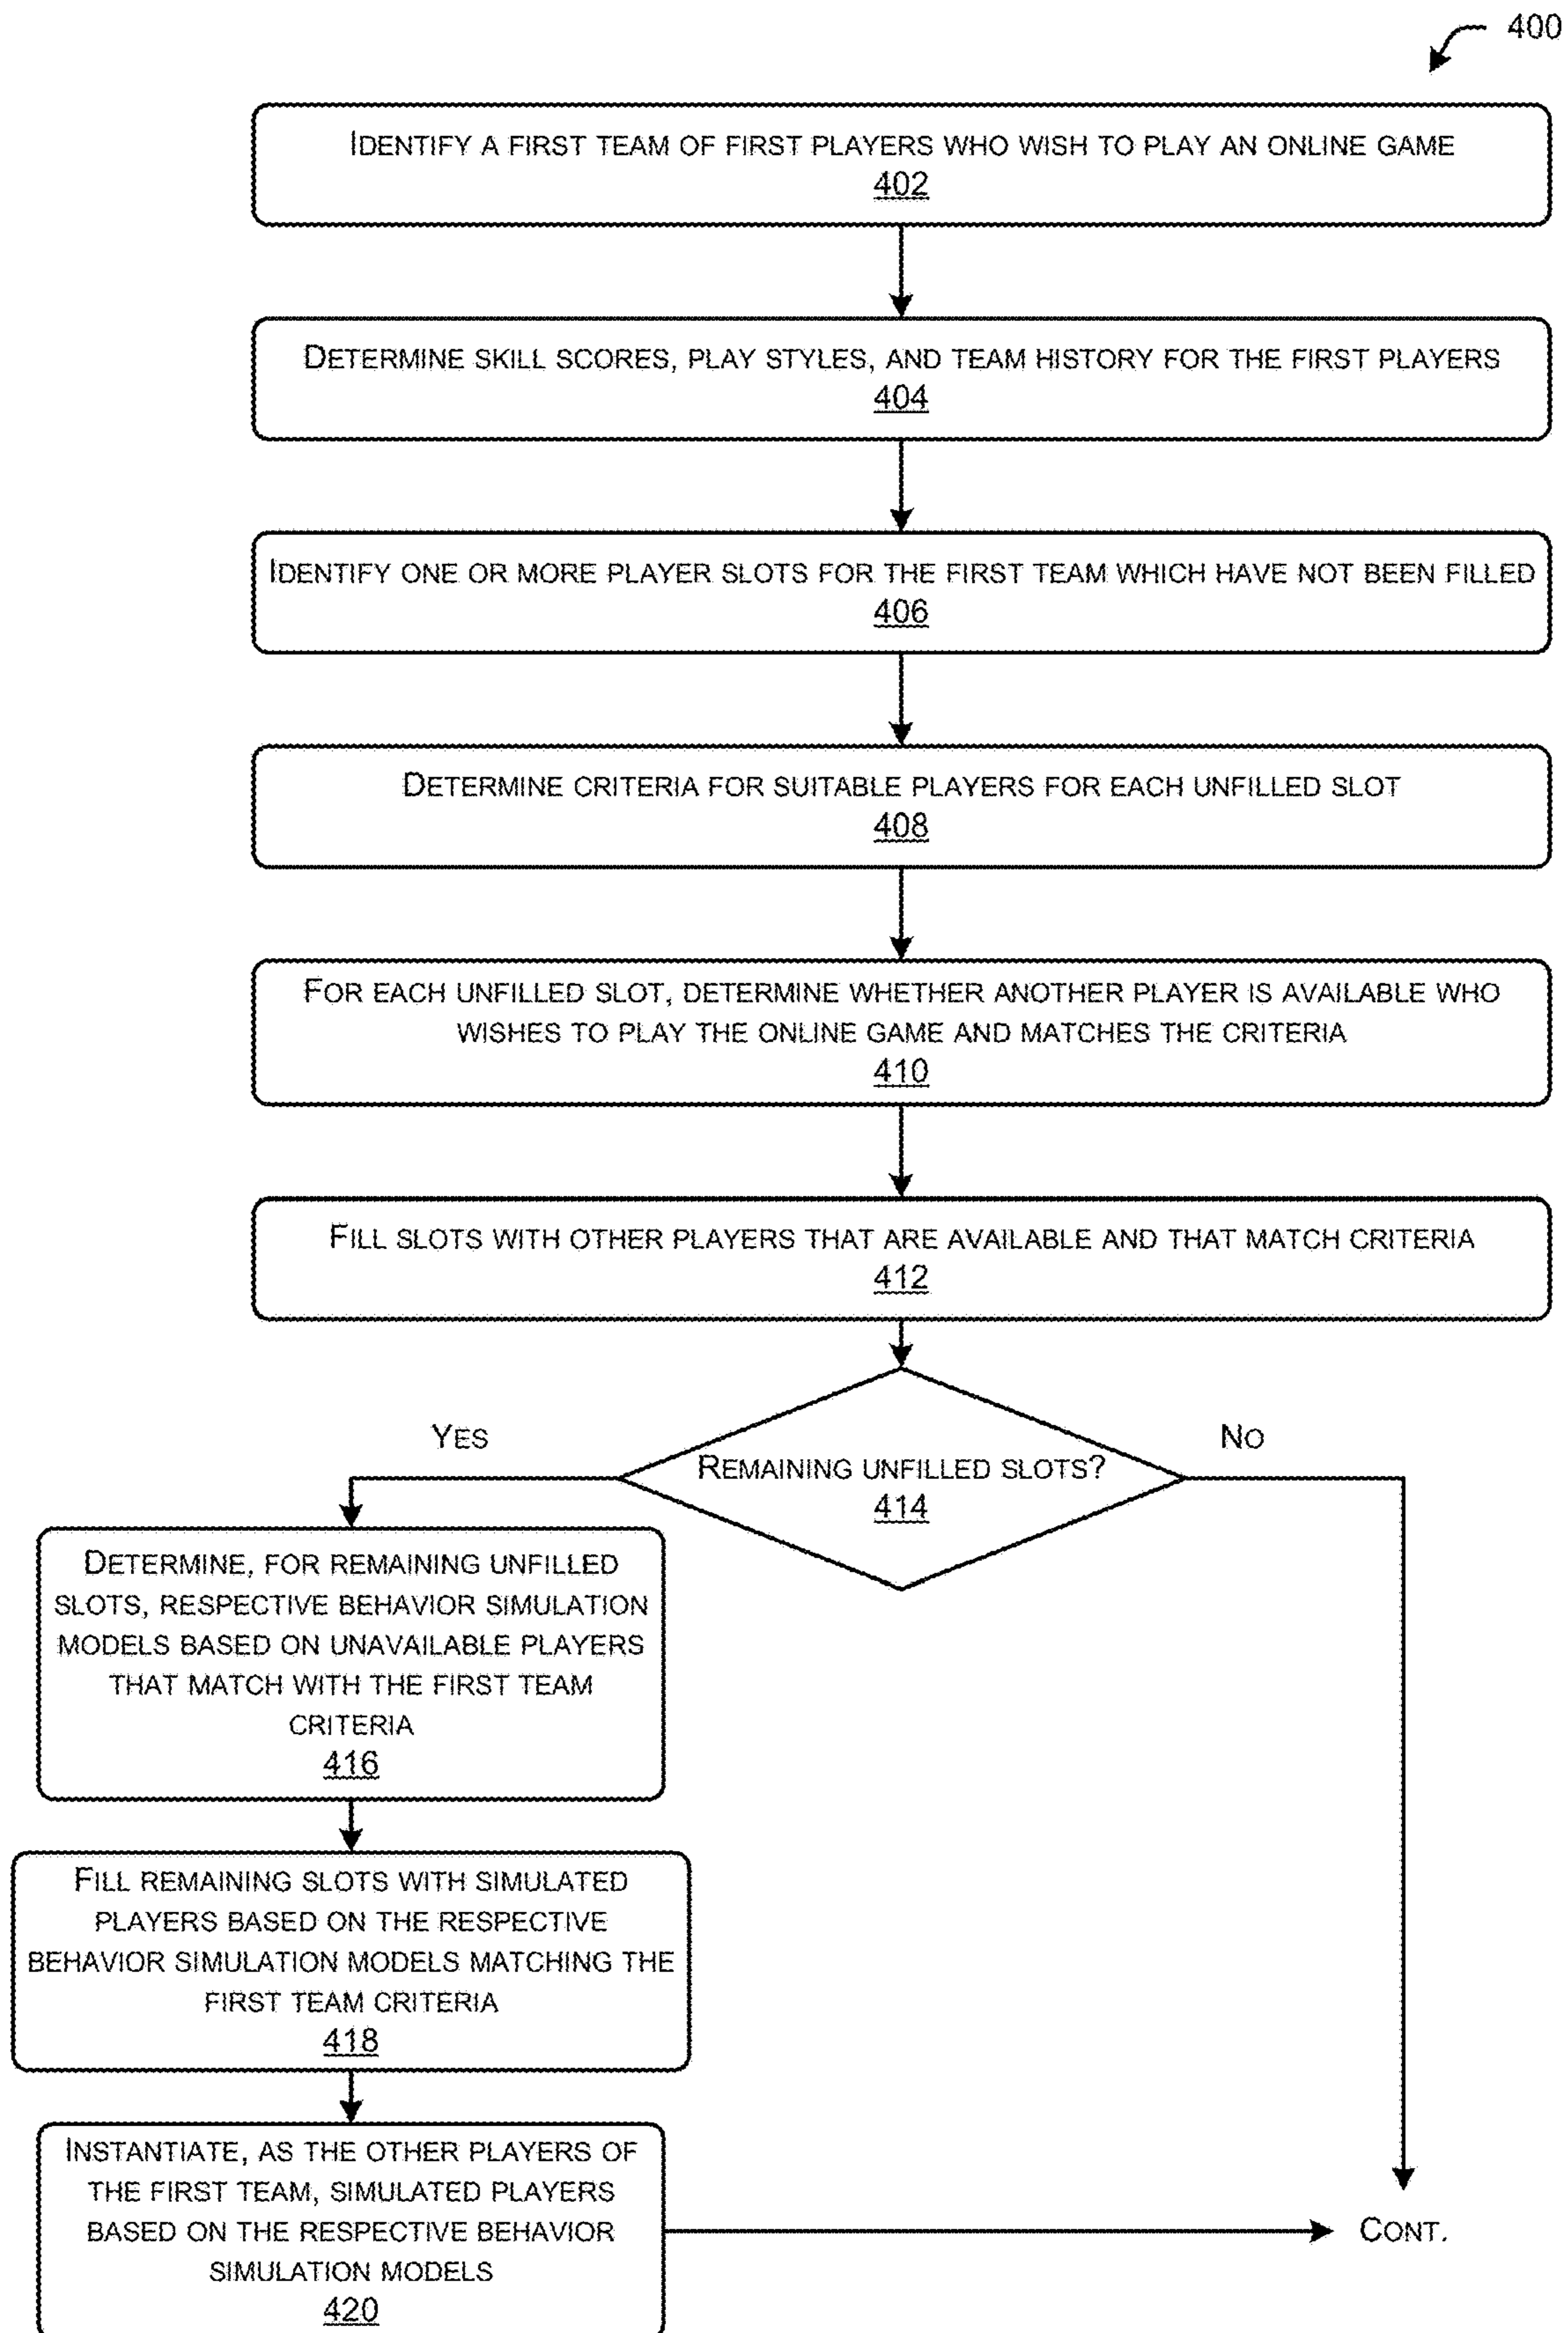 400
IDENTIFY A FIRST TEAM OF FIRST PLAYERS WHO WISH TO PLAY AN ONLINE GAME
402
DETERMINE SKILL SCORES, PLAY STYLES, AND TEAM HISTORY FOR THE FIRST PLAYERS
404
IDENTIFY ONE OR MORE PLAYER SLOTS FOR THE FIRST TEAM WHICH HAVE NOT BEEN FILLED
406
DETERMINE CRITERIA FOR SUITABLE PLAYERS FOR EACH UNFILLED SLOT
408
FOR EACH UNFILLED SLOT, DETERMINE WHETHER ANOTHER PLAYER IS AVAILABLE WHO
WISHES TO PLAY THE ONLINE GAME AND MATCHES THE CRITERIA
410
FILL SLOTS WITH OTHER PLAYERS THAT ARE AVAILABLE AND THAT MATCH CRITERIA
412
YES
NO
REMAINING UNFILLED SLOTS?
414
DETERMINE, FOR REMAINING UNFILLED
SLOTS, RESPECTIVE BEHAVIOR SIMULATION
MODELS BASED ON UNAVAILABLE PLAYERS
THAT MATCH WITH THE FIRST TEAM
CRITERIA
416
FILL REMAINING SLOTS WITH SIMULATED
PLAYERS BASED ON THE RESPECTIVE
BEHAVIOR SIMULATION MODELS MATCHING THE
FIRST TEAM CRITERIA
418
INSTANTIATE, AS THE OTHER PLAYERS OF
THE FIRST TEAM, SIMULATED PLAYERS
BASED ON THE RESPECTIVE BEHAVIOR
SIMULATION MODELS
420
CONT.